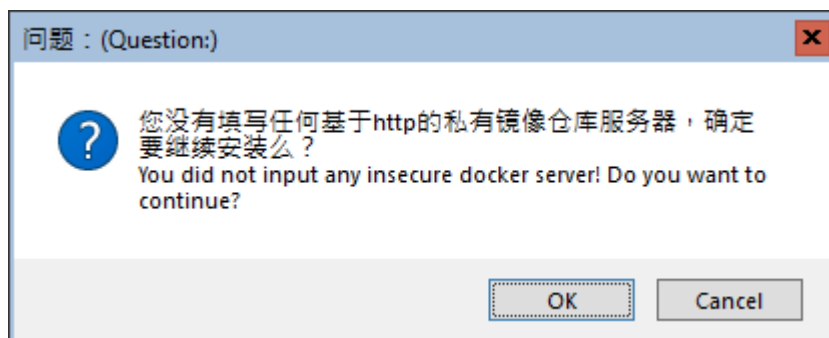 问题：(Question:)
您没有填写任何基于http的私有镜像仓库服务器，确定
要继续安装么？
You did not input any insecure docker server! Do you want to
continue?
OK
Cancel